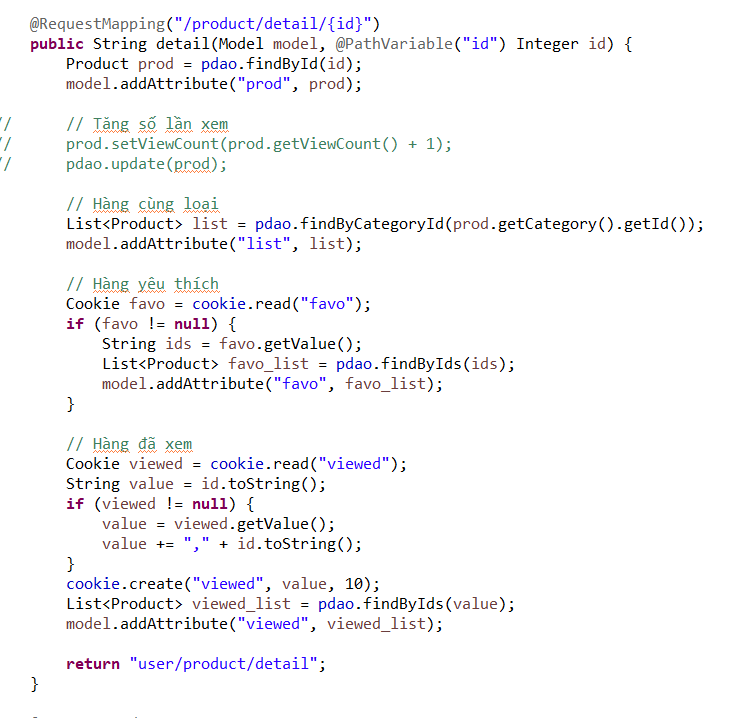 @RequestMapping("/product/detail/{id}")
public String detail(Model model, @PathVariable("id") Integer id) {
    Product prod = pdao.findById(id);
    model.addAttribute("prod", prod);
//      // Tăng số lần xem
//      prod.setViewCount(prod.getViewCount() + 1);
//      pdao.update(prod);
    // Hàng cùng loại
    List<Product> list = pdao.findByCategoryId(prod.getCategory().getId());
    model.addAttribute("list", list);
    // Hàng yêu thích
    Cookie favo = cookie.read("favo");
    if (favo != null) {
        String ids = favo.getValue();
        List<Product> favo_list = pdao.findByIds(ids);
        model.addAttribute("favo", favo_list);
    }
    // Hàng đã xem
    Cookie viewed = cookie.read("viewed");
    String value = id.toString();
    if (viewed != null) {
        value = viewed.getValue();
        value += "," + id.toString();
    }
    cookie.create("viewed", value, 10);
    List<Product> viewed_list = pdao.findByIds(value);
    model.addAttribute("viewed", viewed_list);
    return "user/product/detail";
}